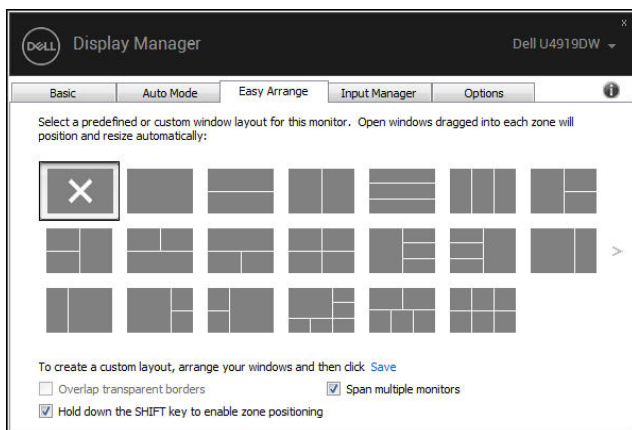 x
DELL Display Manager Dell U4919DW
Basic Auto Mode Easy Arrange Input Manager Options
Select a predefined or custom window layout for this monitor. Open windows dragged into each zone will
position and resize automatically:
To create a custom layout, arrange your windows and then click Save
Overlap transparent borders Span multiple monitors
Hold down the SHIFT key to enable zone positioning